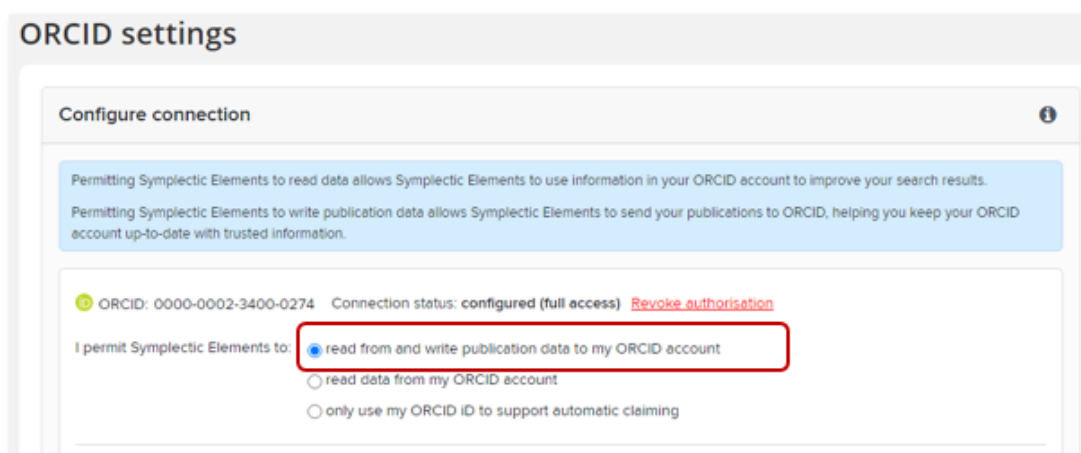 ORCID settings
Configure connection
Permitting Symplectic Elements to read data allows Symplectic Elements to use information in your ORCID account to improve your search results.
Permitting Symplectic Elements to write publication data allows Symplectic Elements to send your publications to ORCID, helping you keep your ORCID
account up-to-date with trusted information.
iD ORCID: 0000-0002-3400-0274 Connection status: configured (full access) Revoke authorisation
I permit Symplectic Elements to: read from and write publication data to my ORCID account
read data from my ORCID account
only use my ORCID iD to support automatic claiming